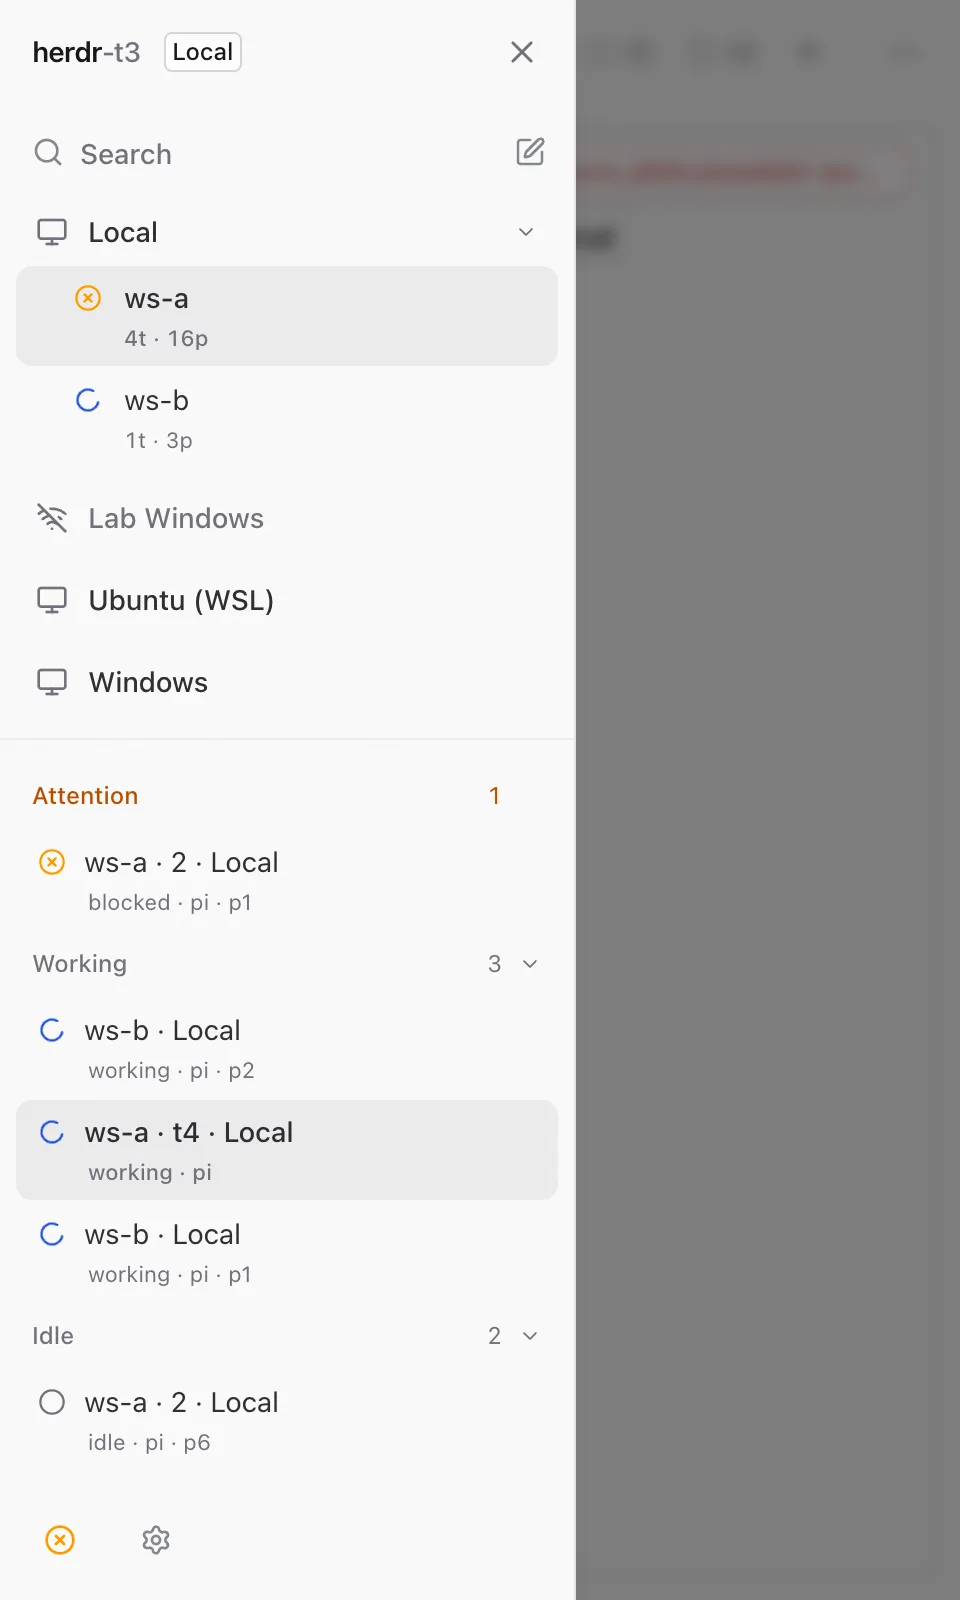 herdr-t3 Local
Search
Local
ws-a
4t · 16p
ws-b
1t · 3p
Lab Windows
Ubuntu (WSL)
Windows
Attention 1
ws-a · 2 · Local
blocked · pi · p1
Working 3
ws-b · Local
working · pi · p2
ws-a · t4 · Local
working · pi
ws-b · Local
working · pi · p1
Idle 2
ws-a · 2 · Local
idle · pi · p6